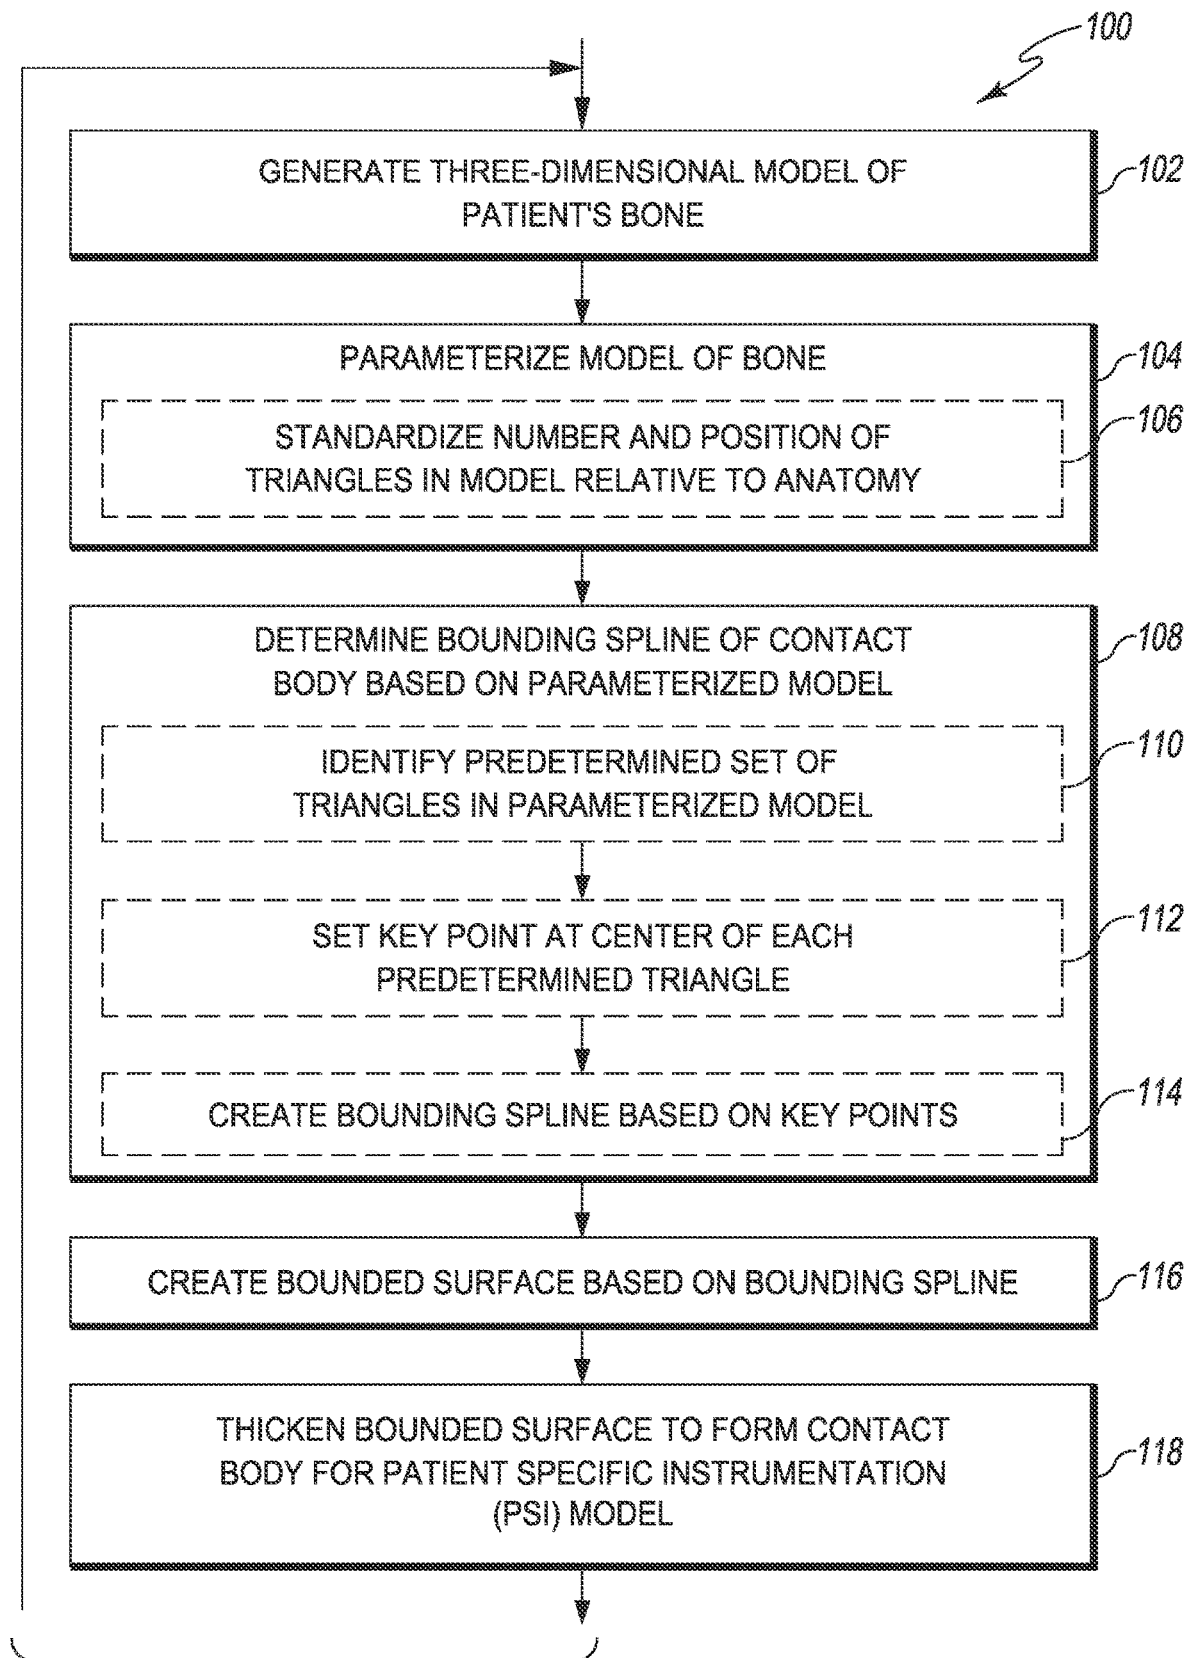 100
GENERATE THREE-DIMENSIONAL MODEL OF
PATIENT'S BONE
102
PARAMETERIZE MODEL OF BONE
104
STANDARDIZE NUMBER AND POSITION OF
TRIANGLES IN MODEL RELATIVE TO ANATOMY
106
DETERMINE BOUNDING SPLINE OF CONTACT
BODY BASED ON PARAMETERIZED MODEL
108
IDENTIFY PREDETERMINED SET OF
TRIANGLES IN PARAMETERIZED MODEL
110
SET KEY POINT AT CENTER OF EACH
PREDETERMINED TRIANGLE
112
CREATE BOUNDING SPLINE BASED ON KEY POINTS
114
CREATE BOUNDED SURFACE BASED ON BOUNDING SPLINE
116
THICKEN BOUNDED SURFACE TO FORM CONTACT
BODY FOR PATIENT SPECIFIC INSTRUMENTATION
(PSI) MODEL
118